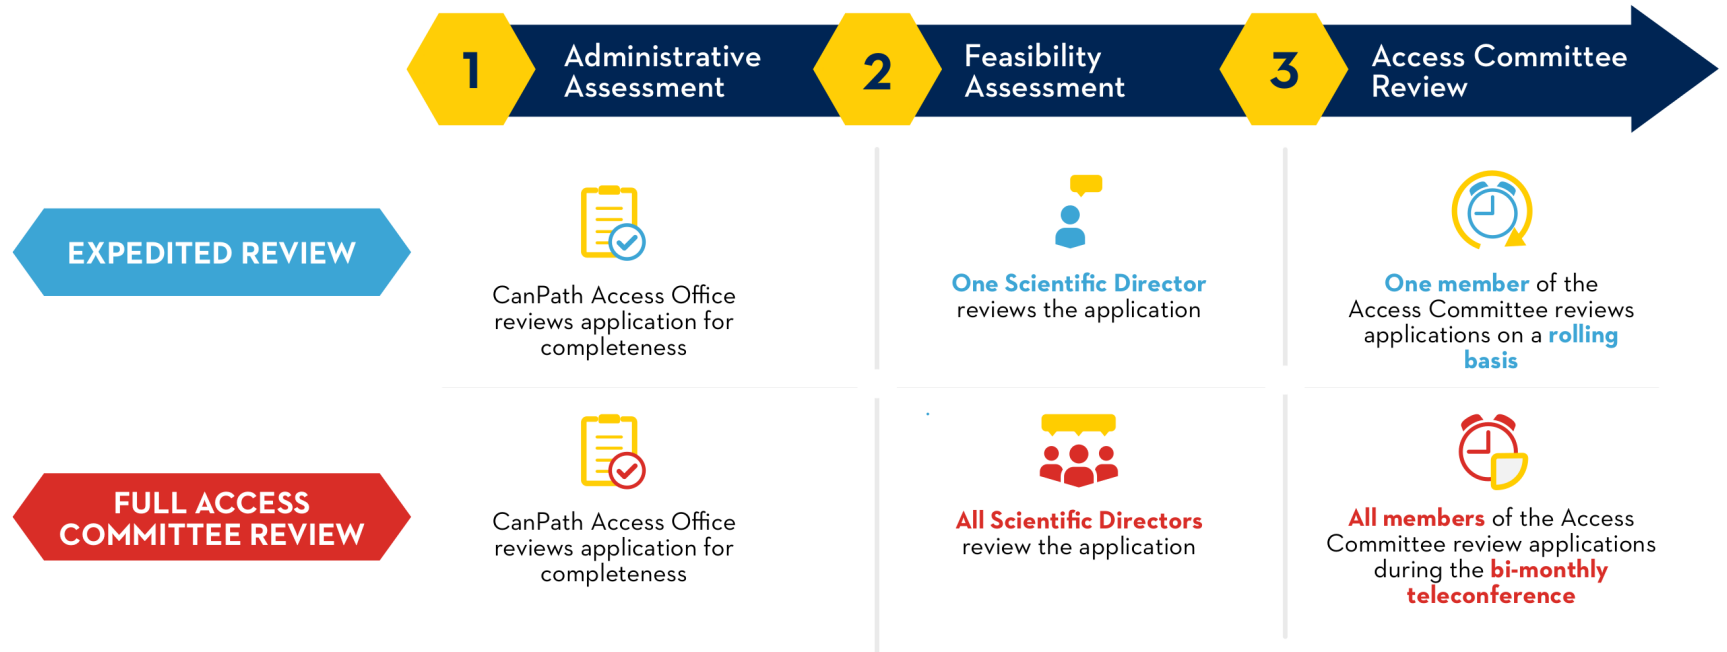 1
Administrative
Assessment
2
Feasibility
Assessment
3
Access Committee
Review
EXPEDITED REVIEW
CanPath Access Office
reviews application for
completeness
One Scientific Director
reviews the application
One member of the
Access Committee reviews
applications on a rolling
basis
FULL ACCESS
COMMITTEE REVIEW
CanPath Access Office
reviews application for
completeness
All Scientific Directors
review the application
All members of the Access
Committee review applications
during the bi-monthly
teleconference